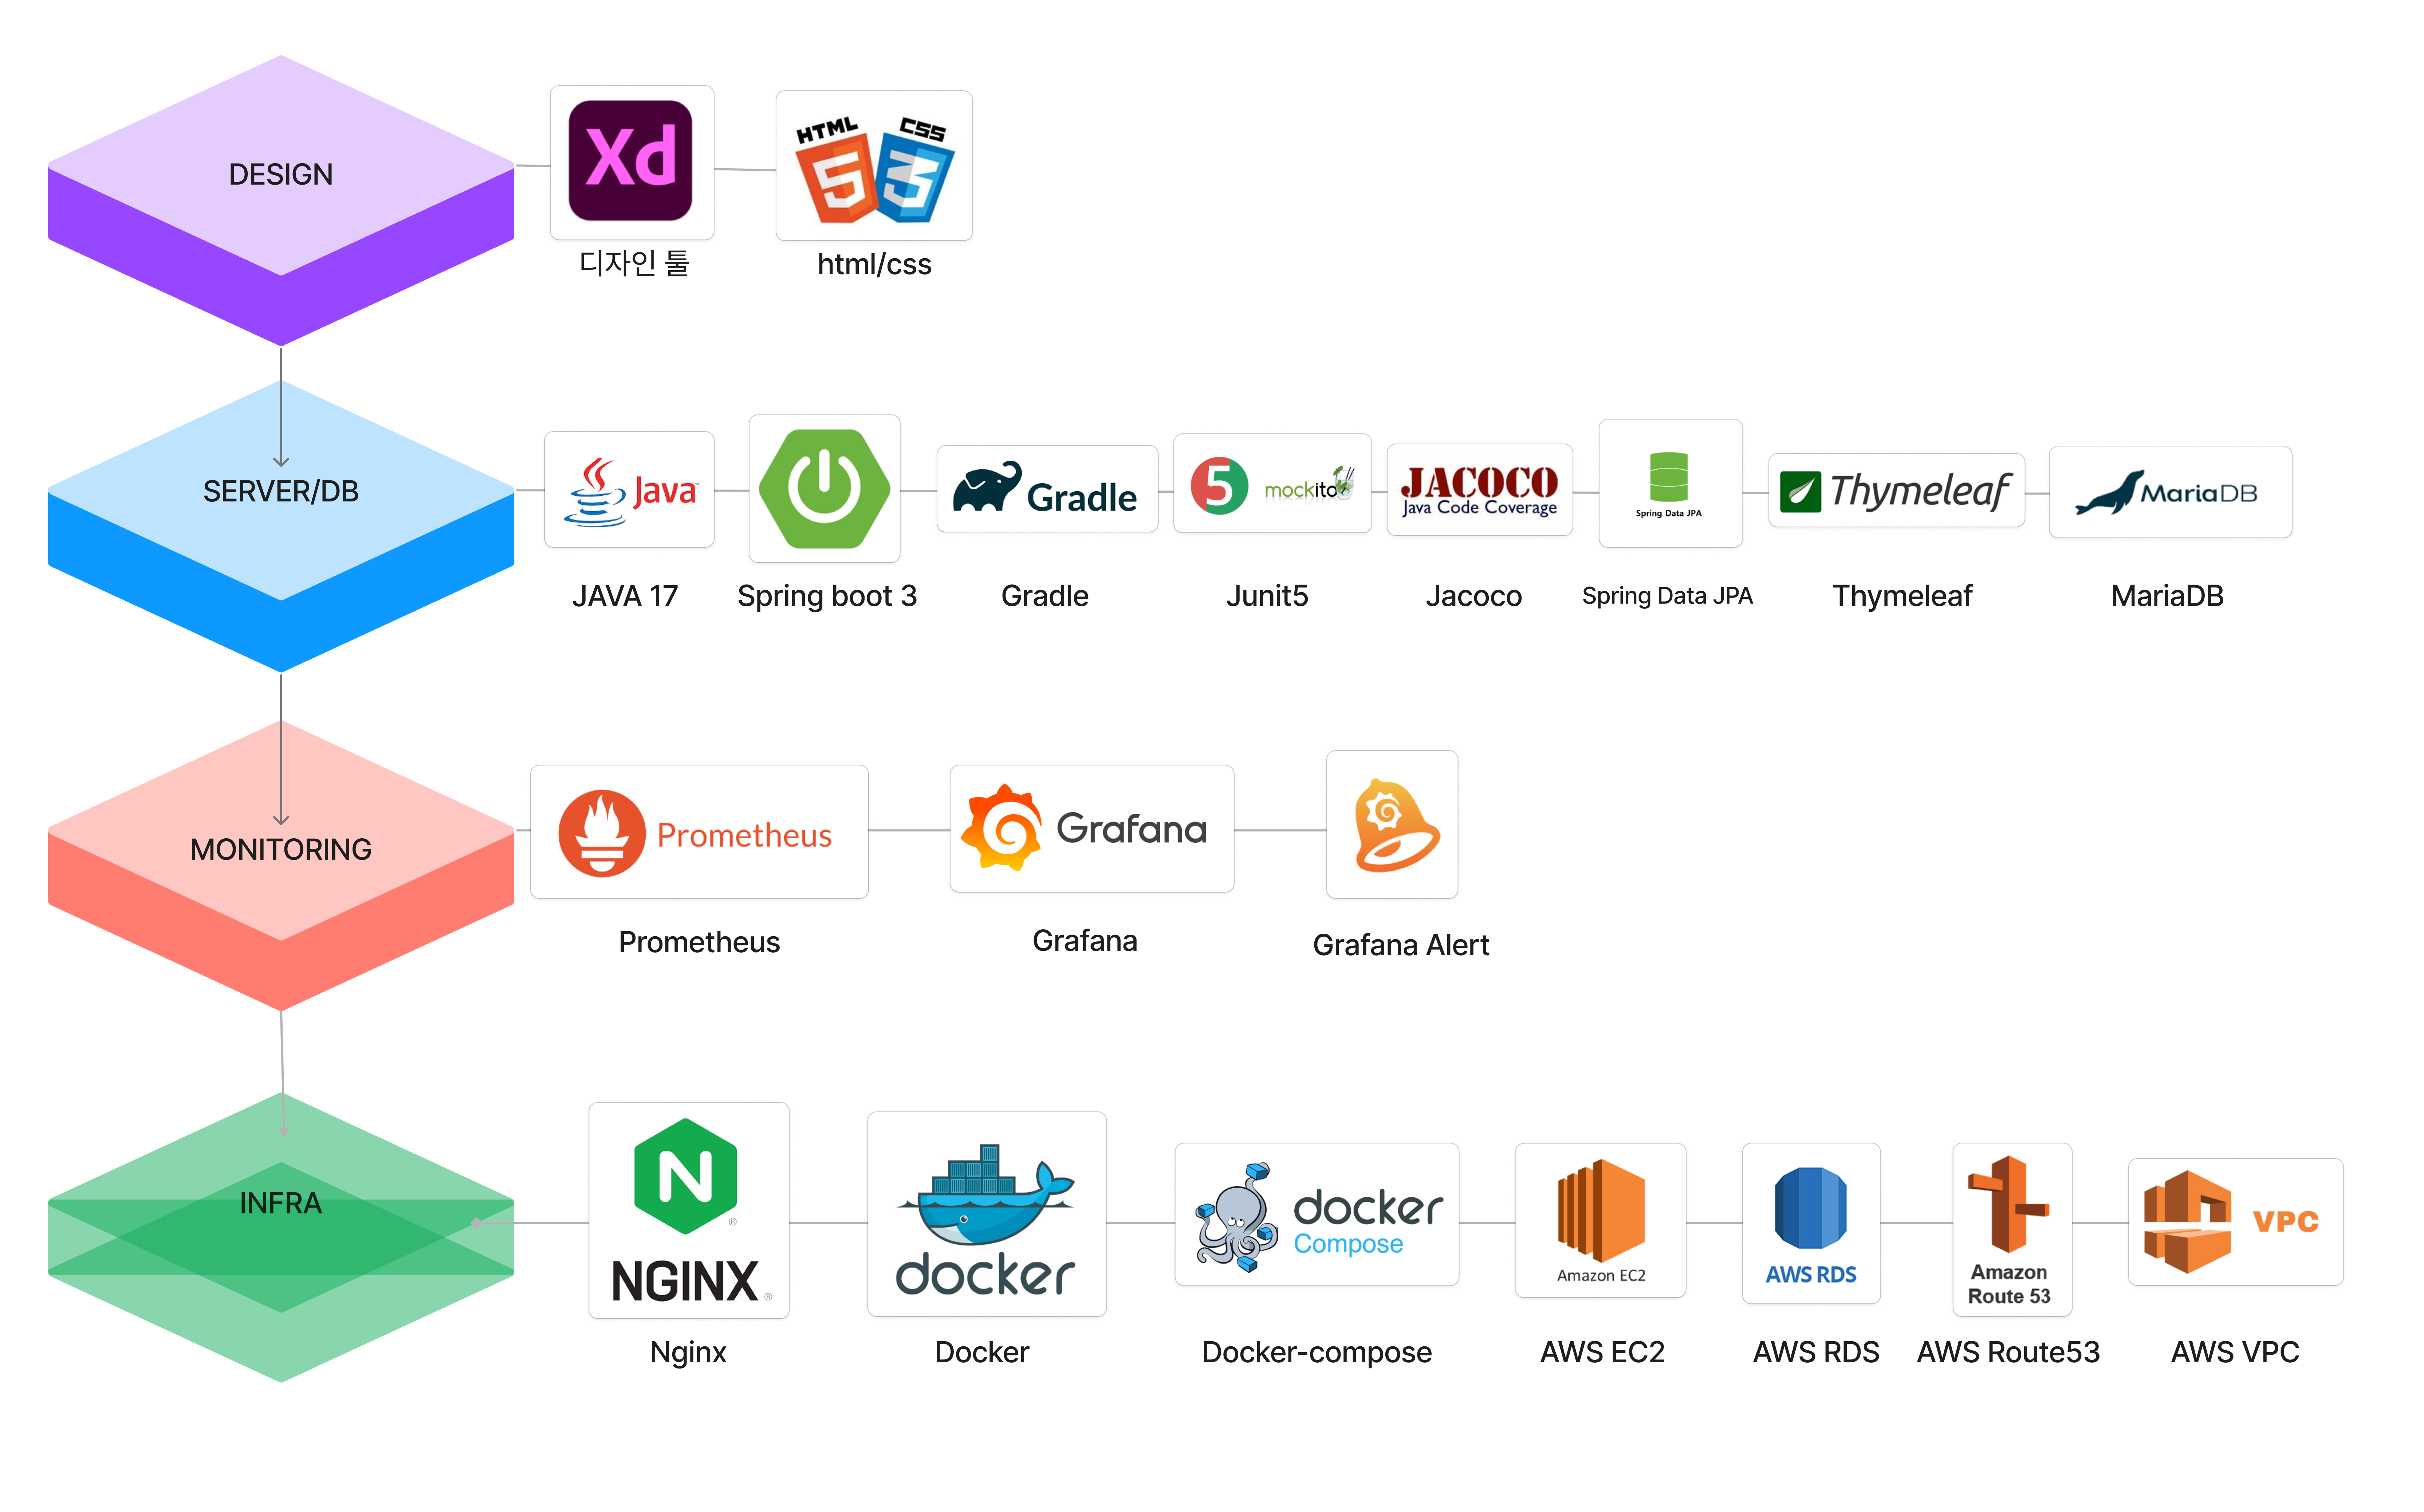 DESIGN
Xd
HTML
5
CSS
3
디자인 툴
html/css
SERVER/DB
Java
Gradle
5
mockito
JACOCO
Java Code Coverage
Spring Data JPA
Thymeleaf
MariaDB
JAVA 17
Spring boot 3
Gradle
Junit5
Jacoco
Spring Data JPA
Thymeleaf
MariaDB
MONITORING
Prometheus
Grafana
Prometheus
Grafana
Grafana Alert
INFRA
N
®
NGINX®
docker
docker
Compose
Amazon EC2
AWS RDS
Amazon
Route 53
VPC
Nginx
Docker
Docker-compose
AWS EC2
AWS RDS
AWS Route53
AWS VPC